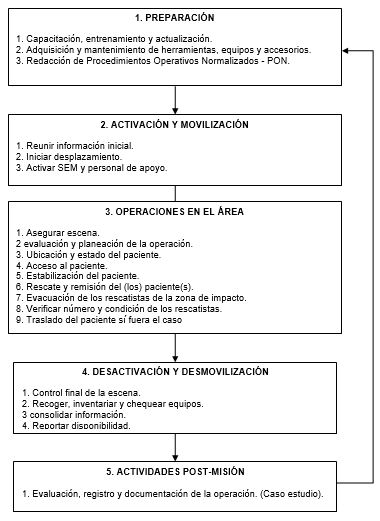 1. PREPARACIÓN
1. Capacitación, entrenamiento y actualización.
2. Adquisición y mantenimiento de herramientas, equipos y accesorios.
3. Redacción de Procedimientos Operativos Normalizados - PON.
2. ACTIVACIÓN Y MOVILIZACIÓN
1. Reunir información inicial.
2. Iniciar desplazamiento.
3. Activar SEM y personal de apoyo.
3. OPERACIONES EN EL ÁREA
1. Asegurar escena.
2 evaluación y planeación de la operación.
3. Ubicación y estado del paciente.
4. Acceso al paciente.
5. Estabilización del paciente.
6. Rescate y remisión del (los) paciente(s).
7. Evacuación de los rescatistas de la zona de impacto.
8. Verificar número y condición de los rescatistas.
9. Traslado del paciente sí fuera el caso
4. DESACTIVACIÓN Y DESMOVILIZACIÓN
1. Control final de la escena.
2. Recoger, inventariar y chequear equipos.
3 consolidar información.
4. Reportar disponibilidad.
5. ACTIVIDADES POST-MISIÓN
1. Evaluación, registro y documentación de la operación. (Caso estudio).